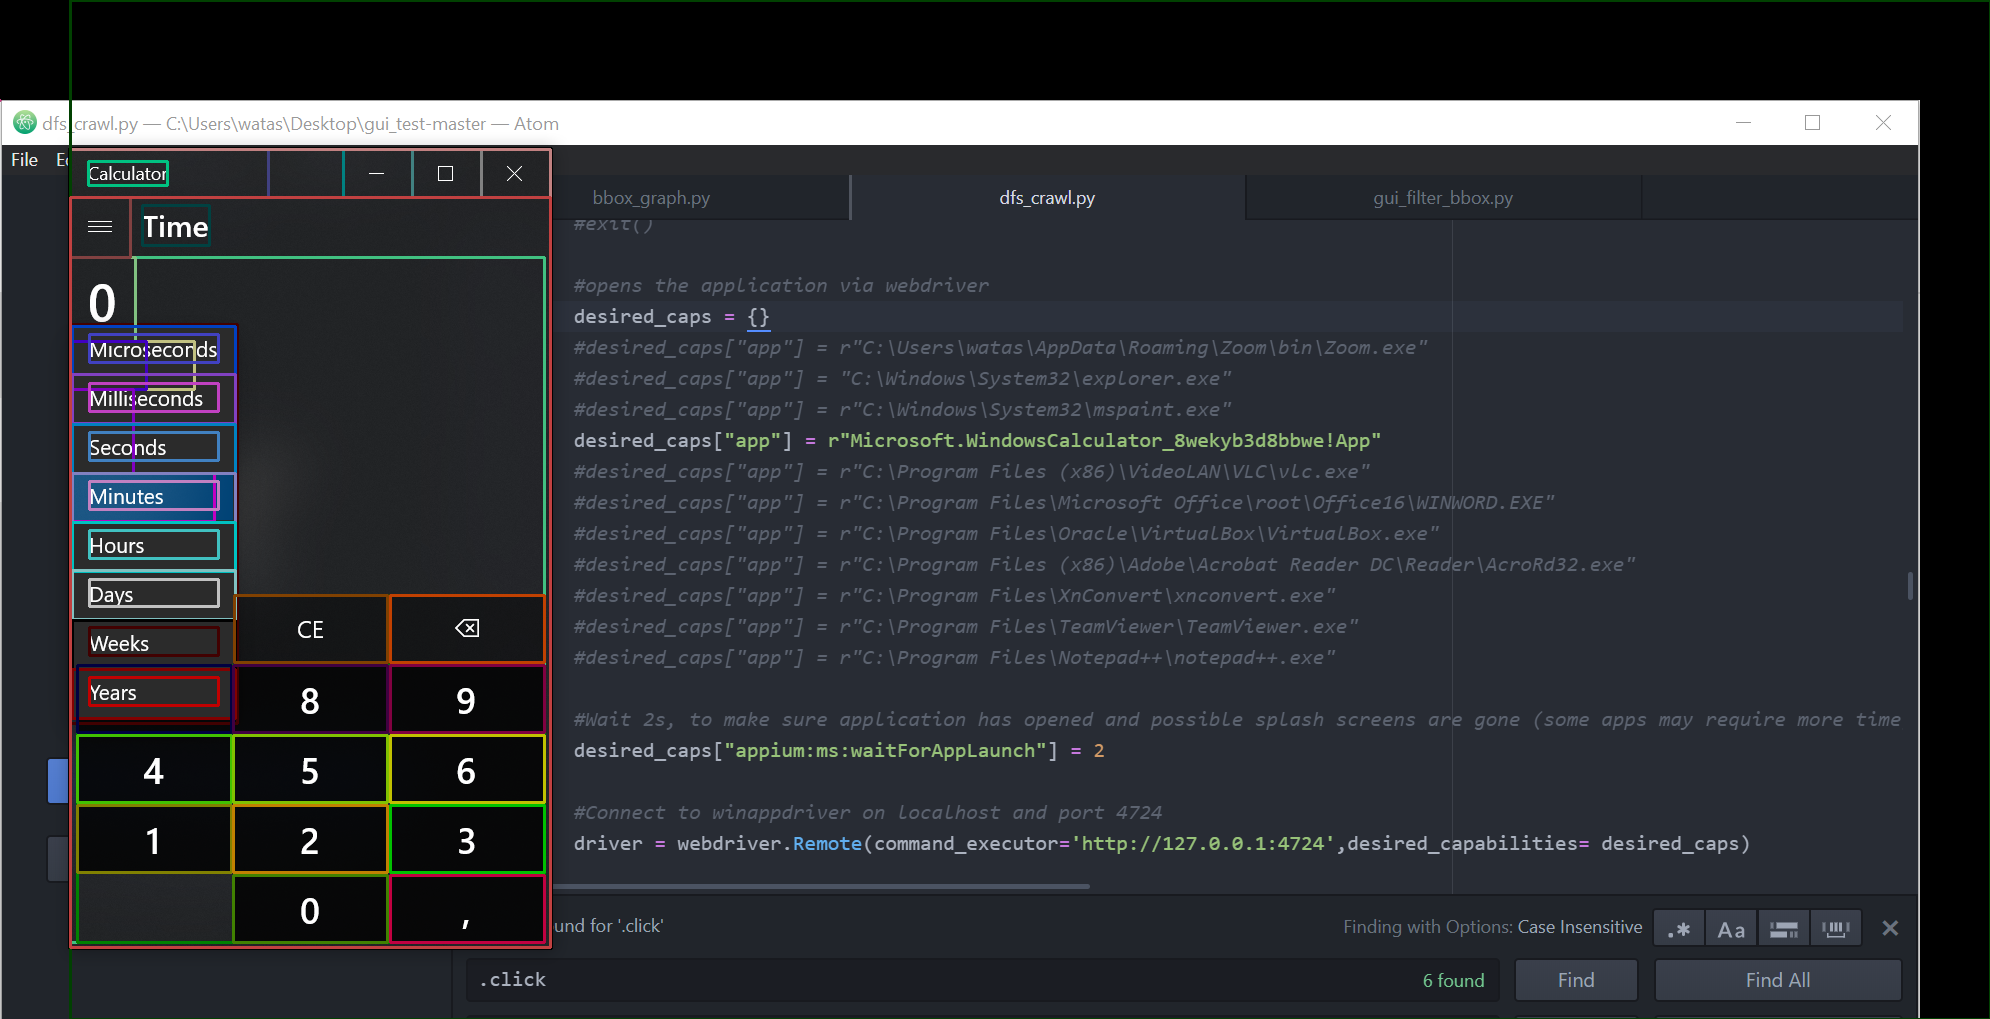 dfs_crawl.py — C:\Users\watas\Desktop\gui_test-master — Atom
File
Calculator
Time
0
Microseconds
Milliseconds
Seconds
Minutes
Hours
Days
Weeks
Years
CE
8 9
4 5 6
1 2 3
0 ,
bbox_graph.py dfs_crawl.py gui_filter_bbox.py
#exit()
#opens the application via webdriver
desired_caps = {}
#desired_caps["app"] = r"C:\Users\watas\AppData\Roaming\Zoom\bin\Zoom.exe"
#desired_caps["app"] = "C:\Windows\System32\explorer.exe"
#desired_caps["app"] = r"C:\Windows\System32\mspaint.exe"
desired_caps["app"] = r"Microsoft.WindowsCalculator_8wekyb3d8bbwe!App"
#desired_caps["app"] = r"C:\Program Files (x86)\VideoLAN\VLC\vlc.exe"
#desired_caps["app"] = r"C:\Program Files\Microsoft Office\root\Office16\WINWORD.EXE"
#desired_caps["app"] = r"C:\Program Files\Oracle\VirtualBox\VirtualBox.exe"
#desired_caps["app"] = r"C:\Program Files (x86)\Adobe\Acrobat Reader DC\Reader\AcroRd32.exe"
#desired_caps["app"] = r"C:\Program Files\XnConvert\xnconvert.exe"
#desired_caps["app"] = r"C:\Program Files\TeamViewer\TeamViewer.exe"
#desired_caps["app"] = r"C:\Program Files\Notepad++\notepad++.exe"
#Wait 2s, to make sure application has opened and possible splash screens are gone (some apps may require more time
desired_caps["appium:ms:waitForAppLaunch"] = 2
#Connect to winappdriver on localhost and port 4724
driver = webdriver.Remote(command_executor='http://127.0.0.1:4724',desired_capabilities= desired_caps)
und for '.click' Finding with Options: Case Insensitive .* Aa
.click 6 found Find Find All